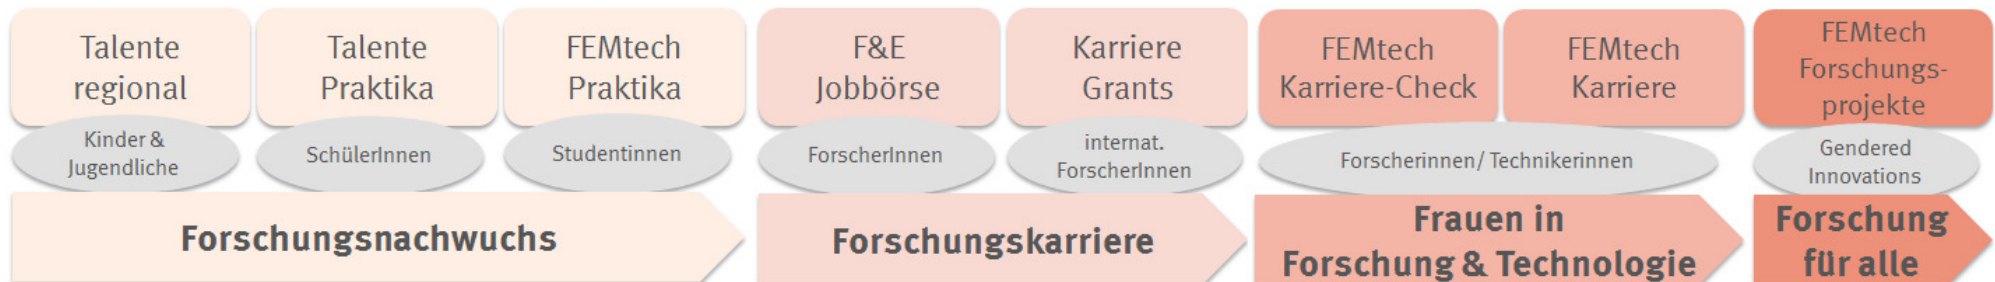 Talente
regional
Talente
Praktika
FEMtech
Praktika
F&E
Jobbörse
Karriere
Grants
FEMtech
Karriere-Check
FEMtech
Karriere
FEMtech
Forschungs-
projekte
Kinder &
Jugendliche
SchülerInnen
Studentinnen
ForscherInnen
internat.
ForscherInnen
Forscherinnen/ Technikerinnen
Gendered
Innovations
Forschungsnachwuchs
Forschungskarriere
Frauen in
Forschung & Technologie
Forschung
für alle